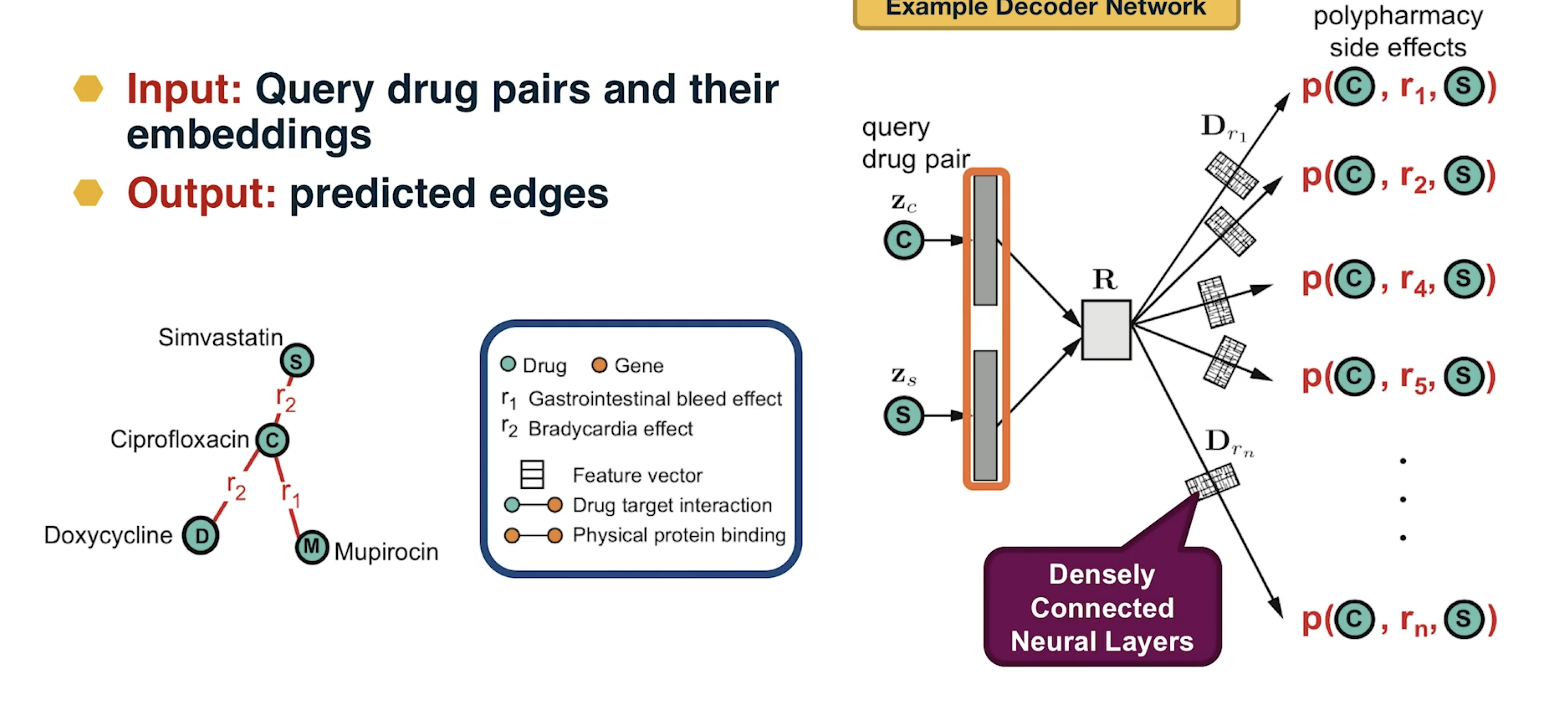 Input: Query drug pairs and their
embeddings
Output: predicted edges
Simvastatin
S
r2
Ciprofloxacin C
r2
r1
Doxycycline D
M Mupirocin
Drug Gene
r1 Gastrointestinal bleed effect
r2 Bradycardia effect
Feature vector
Drug target interaction
Physical protein binding
Example Decoder Network
query
drug pair
zc
C
zs
S
R
Dr1
Drn
Densely
Connected
Neural Layers
polypharmacy
side effects
p(C, r1, S)
p(C, r2, S)
p(C, r4, S)
p(C, r5, S)
p(C, rn, S)